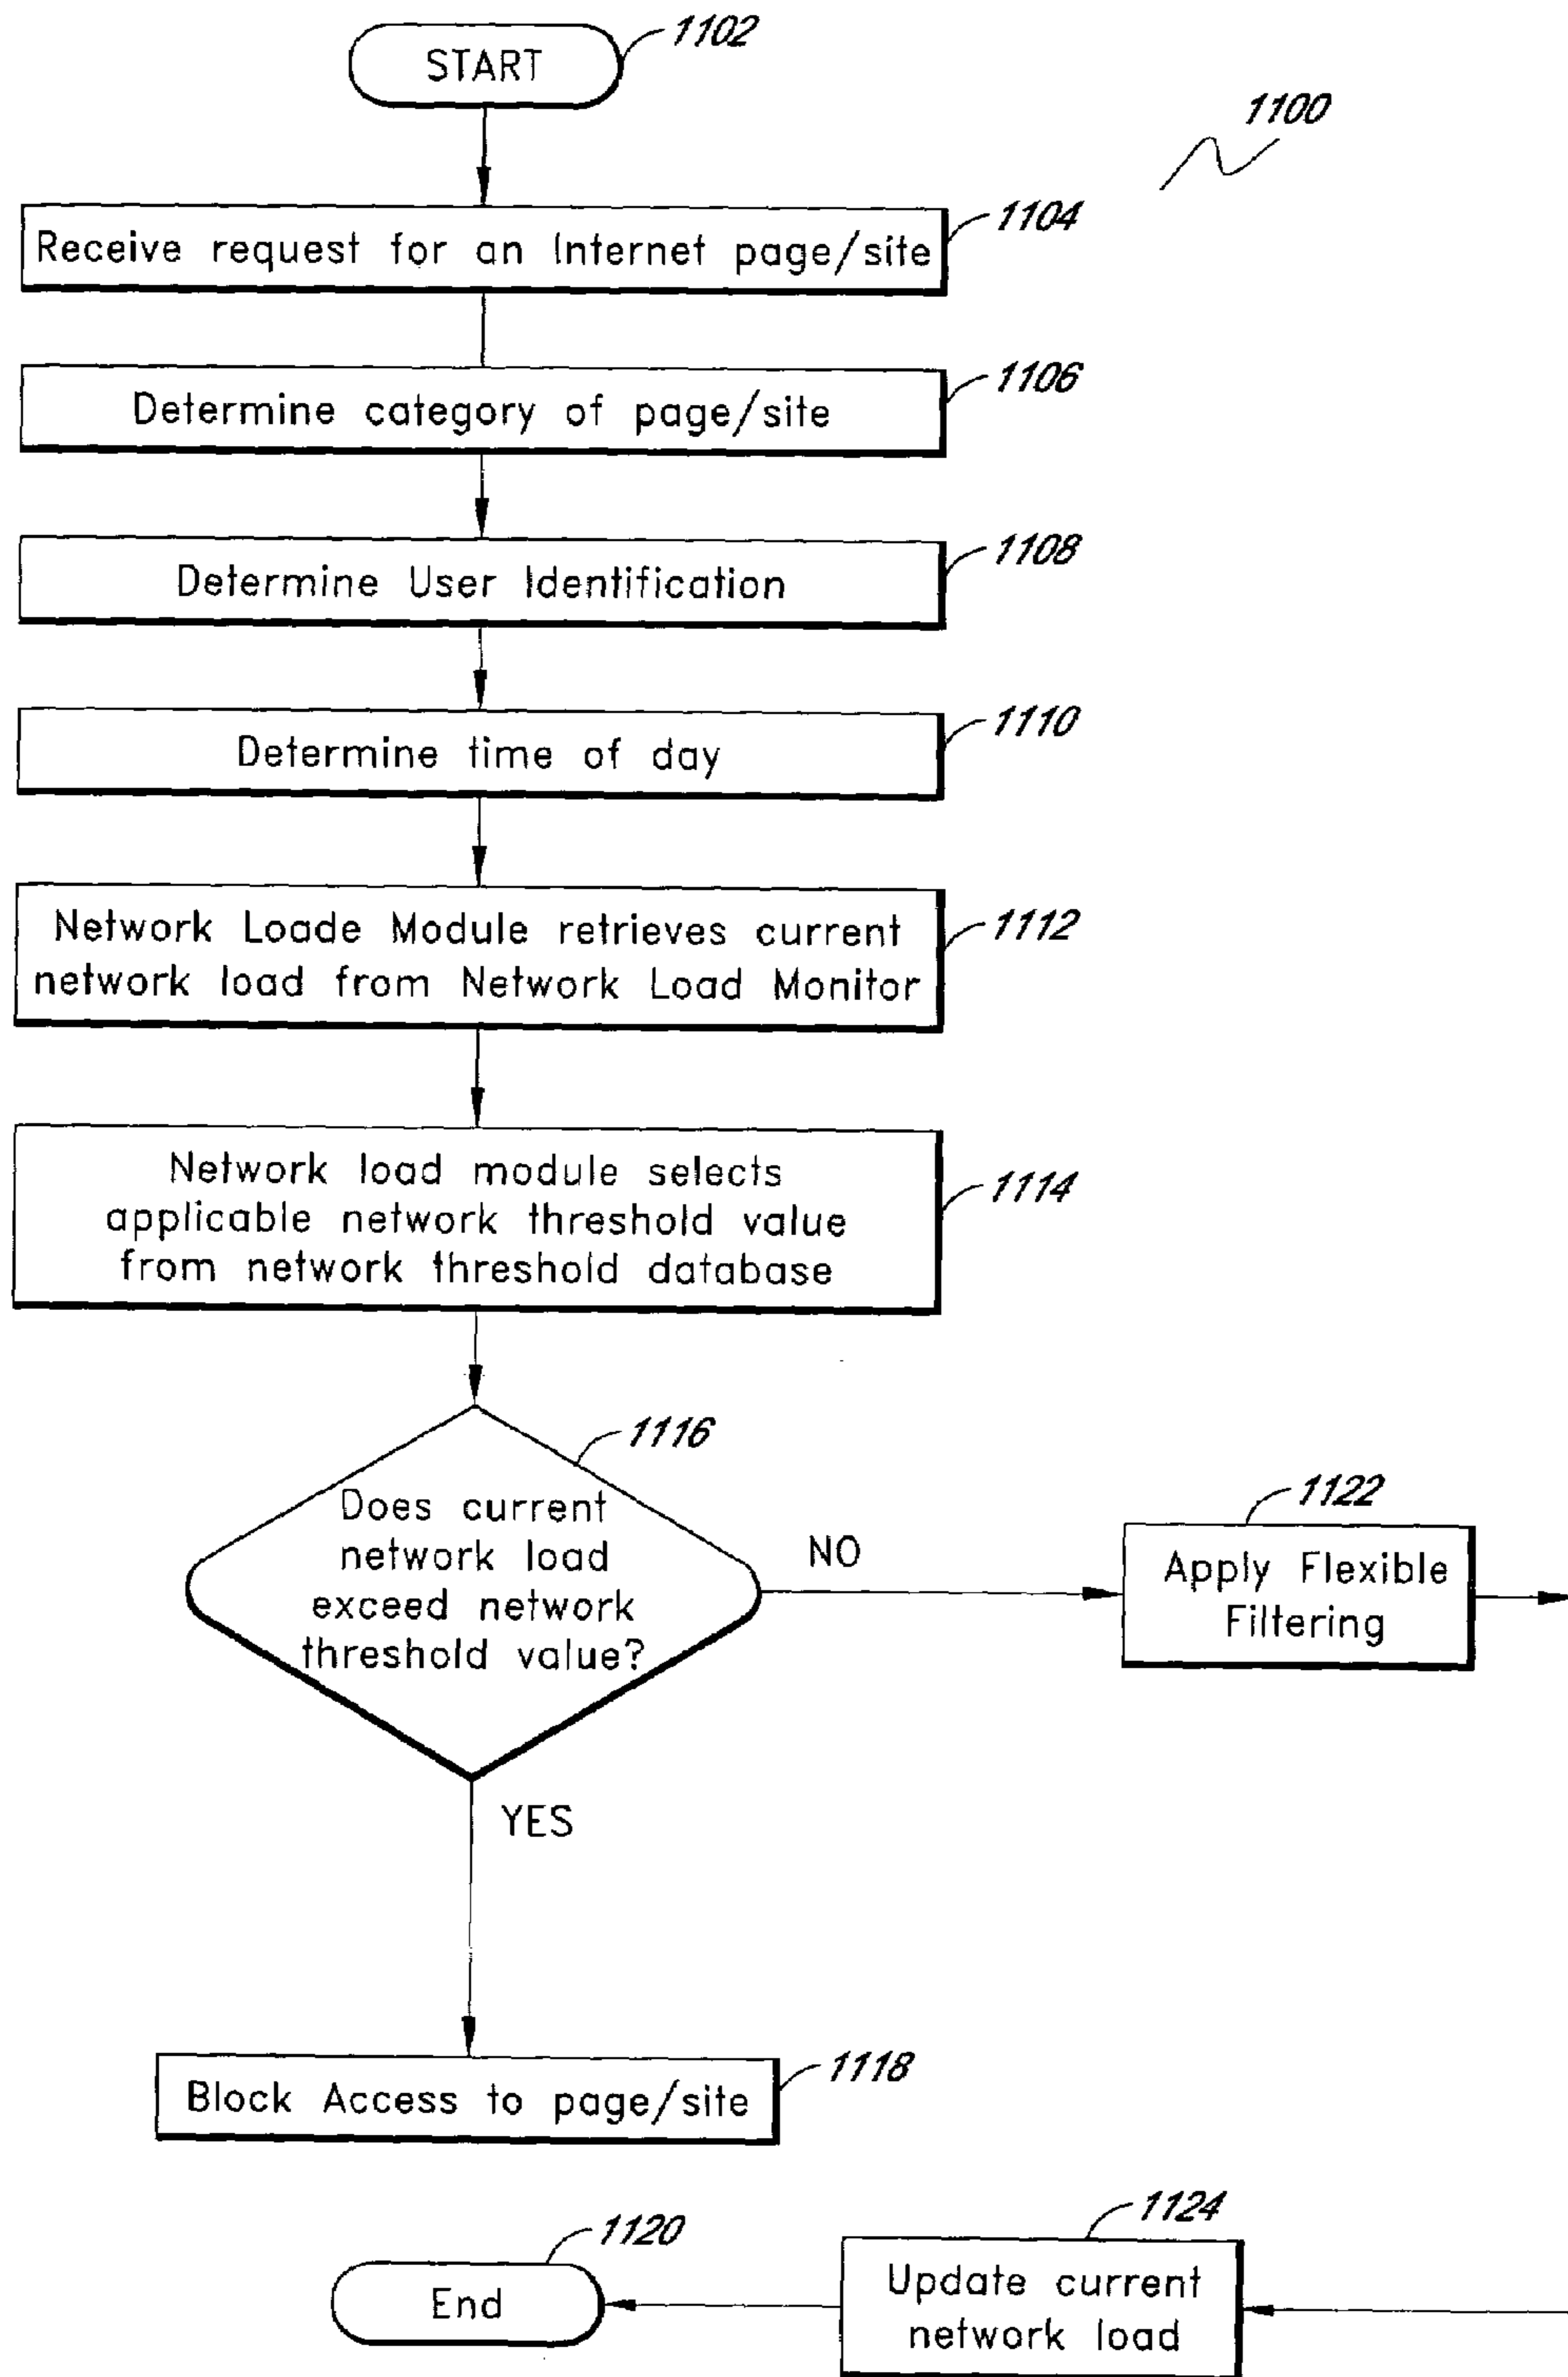 START
1102
1100
1104
Receive request for an Internet page/site
1106
Determine category of page/site
1108
Determine User Identification
1110
Determine time of day
1112
Network Loade Module retrieves current
network load from Network Load Monitor
1114
Network load module selects
applicable network threshold value
from network threshold database
1116
Does current
network load
exceed network
threshold value?
NO
1122
Apply Flexible
Filtering
YES
1118
Block Access to page/site
1120
End
1124
Update current
network load